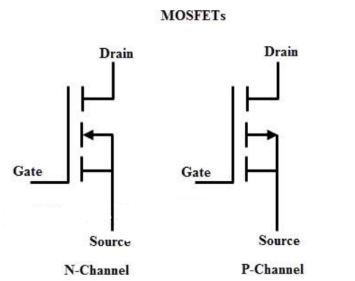 MOSFETs
Drain
Drain
Gate
Gate
Source
Source
N-Channel
P-Channel